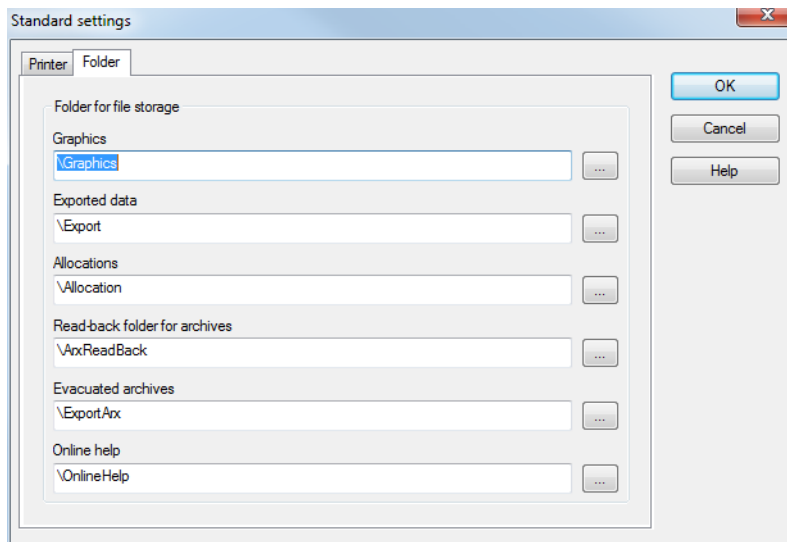 Standard settings
Printer Folder
OK
Cancel
Help
Folder for file storage
Graphics
\Graphics
...
Exported data
\Export
...
Allocations
\Allocation
...
Read-back folder for archives
\ArxReadBack
...
Evacuated archives
\ExportArx
...
Online help
\OnlineHelp
...